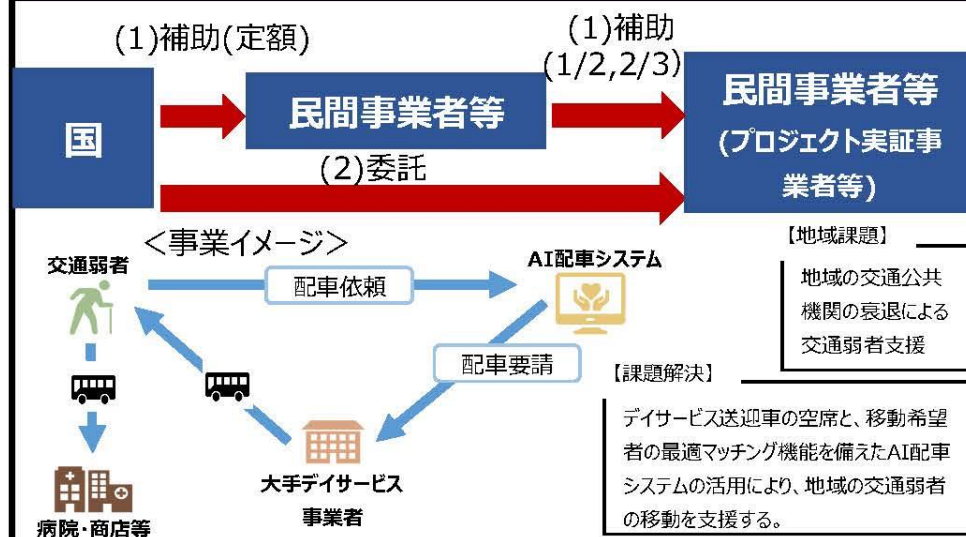 (1)補助(定額)
(1)補助
(1/2,2/3)
国
民間事業者等
民間事業者等
(プロジェクト実証事
業者等)
(2)委託
<事業イメージ>
交通弱者
配車依頼
AI配車システム
配車要請
大手デイサービス
事業者
病院・商店等
【地域課題】
地域の交通公共
機関の衰退による
交通弱者支援
【課題解決】
デイサービス送迎車の空席と、移動希望
者の最適マッチング機能を備えたAI配車
システムの活用により、地域の交通弱者
の移動を支援する。